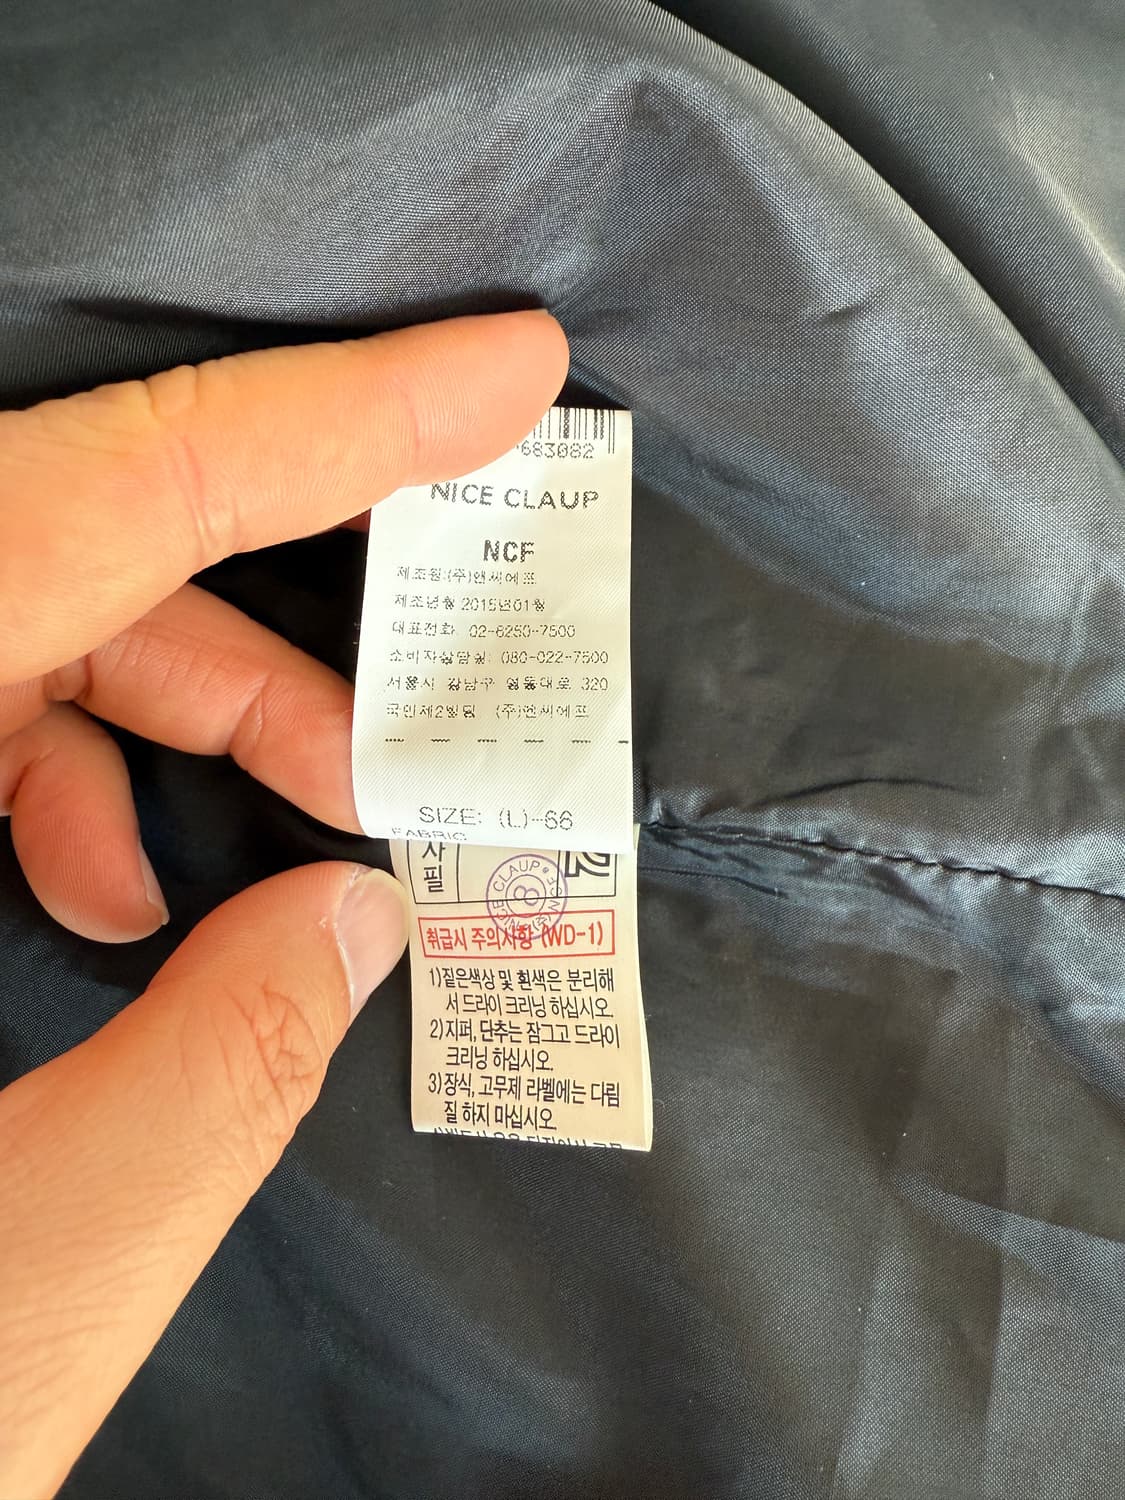 683082
NICE CLAUP
NCF
제조원:(주)엔씨에프
제조년월 2015년01월
대표전화: 02-6250-7500
소비자상담실: 080-022-7500
서울시 강남구 영동대로 320
국민제2빌딩 (주)엔씨에프
SIZE: (L)-66
FABRIC
필
취급시 주의사항 (WD-1)
1)짙은색상 및 흰색은 분리해
서 드라이 크리닝 하십시오.
2)지퍼, 단추는 잠그고 드라이
크리닝 하십시오.
3)장식, 고무제 라벨에는 다림
질 하지 마십시오.